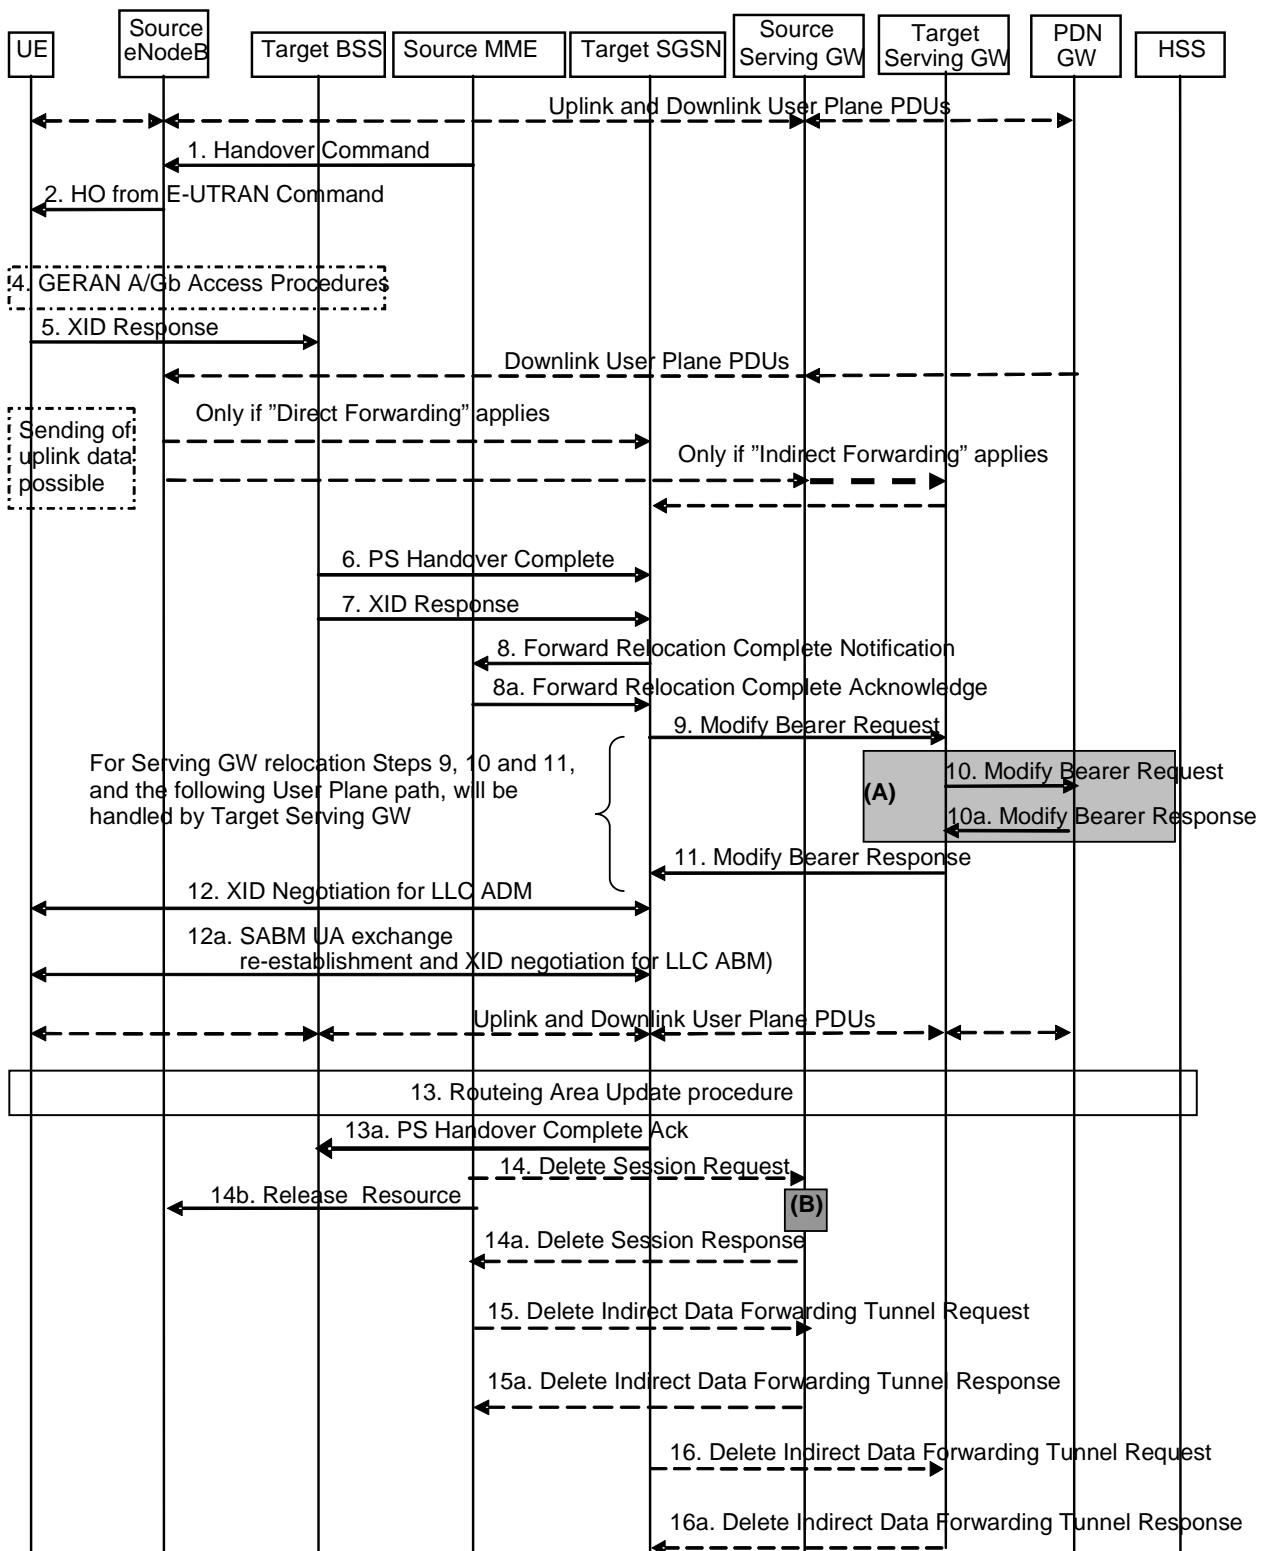 UE
Source
eNodeB
Target BSS
Source MME
Target SGSN
Source
Serving GW
Target
Serving GW
PDN
GW
HSS
Uplink and Downlink User Plane PDUs
1. Handover Command
2. HO from E-UTRAN Command
4. GERAN A/Gb Access Procedures
5. XID Response
Downlink User Plane PDUs
Only if ”Direct Forwarding” applies
Sending of
uplink data
possible
Only if ”Indirect Forwarding” applies
6. PS Handover Complete
7. XID Response
8. Forward Relocation Complete Notification
8a. Forward Relocation Complete Acknowledge
9. Modify Bearer Request
For Serving GW relocation Steps 9, 10 and 11,
and the following User Plane path, will be
handled by Target Serving GW
(A)
10. Modify Bearer Request
10a. Modify Bearer Response
11. Modify Bearer Response
12. XID Negotiation for LLC ADM
12a. SABM UA exchange
re-establishment and XID negotiation for LLC ABM)
Uplink and Downlink User Plane PDUs
13. Routeing Area Update procedure
13a. PS Handover Complete Ack
14. Delete Session Request
14b. Release Resource
(B)
14a. Delete Session Response
15. Delete Indirect Data Forwarding Tunnel Request
15a. Delete Indirect Data Forwarding Tunnel Response
16. Delete Indirect Data Forwarding Tunnel Request
16a. Delete Indirect Data Forwarding Tunnel Response